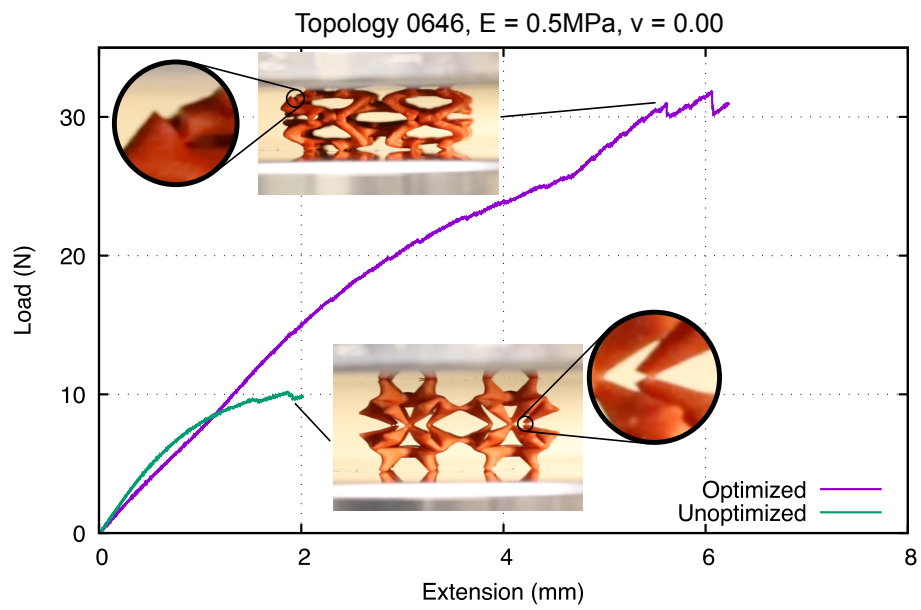 Topology 0646, E = 0.5MPa, v = 0.00
30
20
10
0
Load (N)
0 2 4 6 8
Extension (mm)
Optimized
Unoptimized